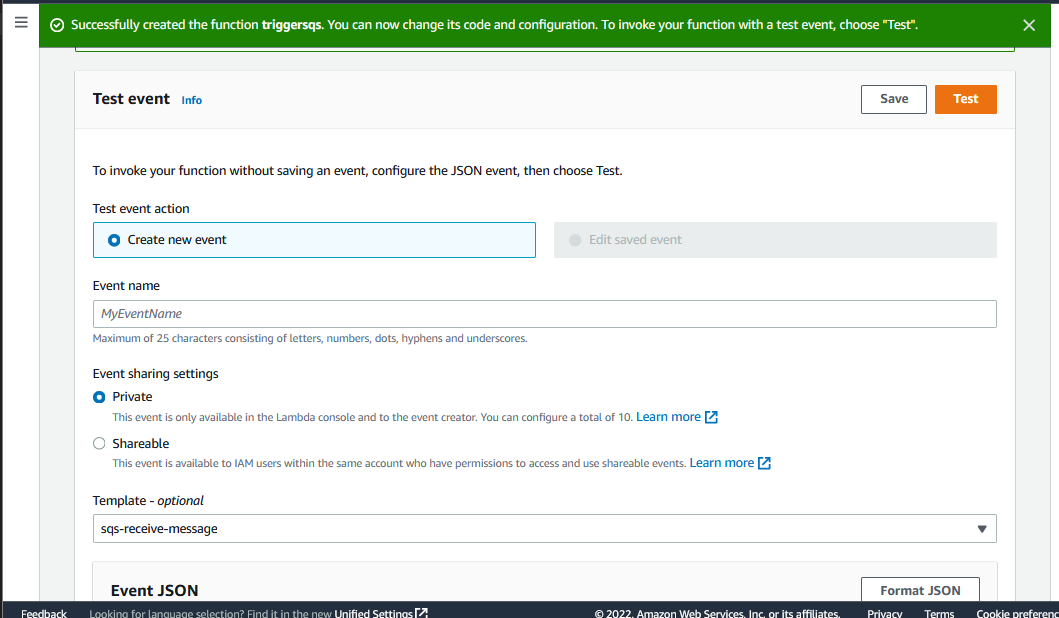 Successfully created the function triggersqs. You can now change its code and configuration. To invoke your function with a test event, choose "Test".
Test event Info
Save
Test
To invoke your function without saving an event, configure the JSON event, then choose Test.
Test event action
Create new event
Edit saved event
Event name
MyEventName
Maximum of 25 characters consisting of letters, numbers, dots, hyphens and underscores.
Event sharing settings
Private
This event is only available in the Lambda console and to the event creator. You can configure a total of 10. Learn more
Shareable
This event is available to IAM users within the same account who have permissions to access and use shareable events. Learn more
Template - optional
sqs-receive-message
Event JSON
Format JSON
Feedback Looking for language selection? Find it in the new Unified Settings © 2022, Amazon Web Services, Inc. or its affiliates. Privacy Terms Cookie preferenc